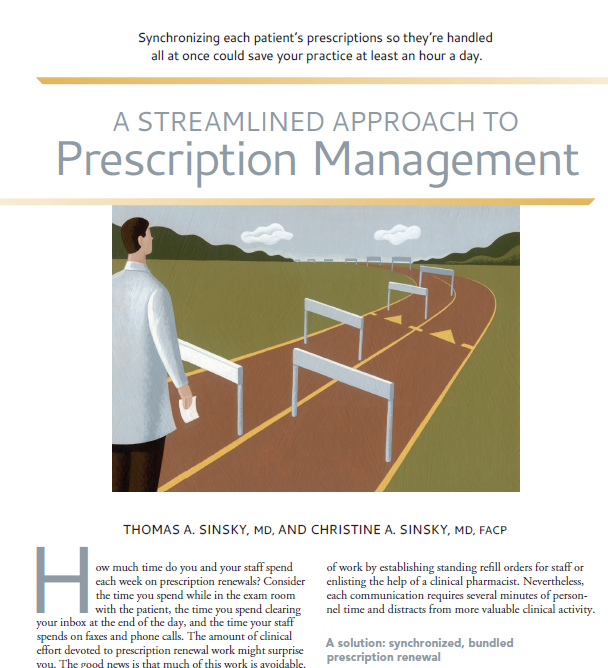 Synchronizing each patient's prescriptions so they're handled
all at once could save your practice at least an hour a day.
A STREAMLINED APPROACH TO
Prescription Management
THOMAS A. SINSKY, MD, AND CHRISTINE A. SINSKY, MD, FACP
How much time do you and your staff spend
each week on prescription renewals? Consider
the time you spend while in the exam room
with the patient, the time you spend clearing
your inbox at the end of the day, and the time your staff
spends on faxes and phone calls. The amount of clinical
effort devoted to prescription renewal work might surprise
you. The good news is that much of this work is avoidable.
of work by establishing standing refill orders for staff or
enlisting the help of a clinical pharmacist. Nevertheless,
each communication requires several minutes of person-
nel time and distracts from more valuable clinical activity.
A solution: synchronized, bundled
prescription renewal